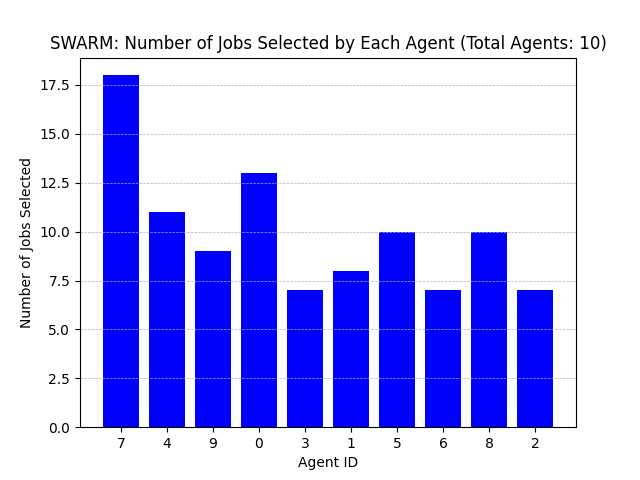 SWARM: Number of Jobs Selected by Each Agent (Total Agents: 10)
17.5
15.0
12.5
10.0
7.5
5.0
2.5
0.0
Number of Jobs Selected
7 4 9 0 3 1 5 6 8 2
Agent ID